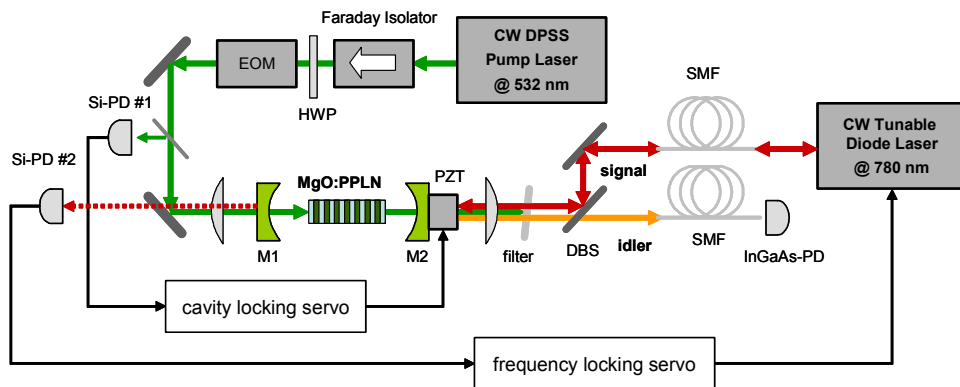 Faraday Isolator
CW DPSS
Pump Laser
@ 532 nm
EOM
HWP
SMF
Si-PD #1
CW Tunable
Diode Laser
@ 780 nm
Si-PD #2
MgO:PPLN
PZT
signal
idler
M1
M2
filter
DBS
SMF
InGaAs-PD
cavity locking servo
frequency locking servo